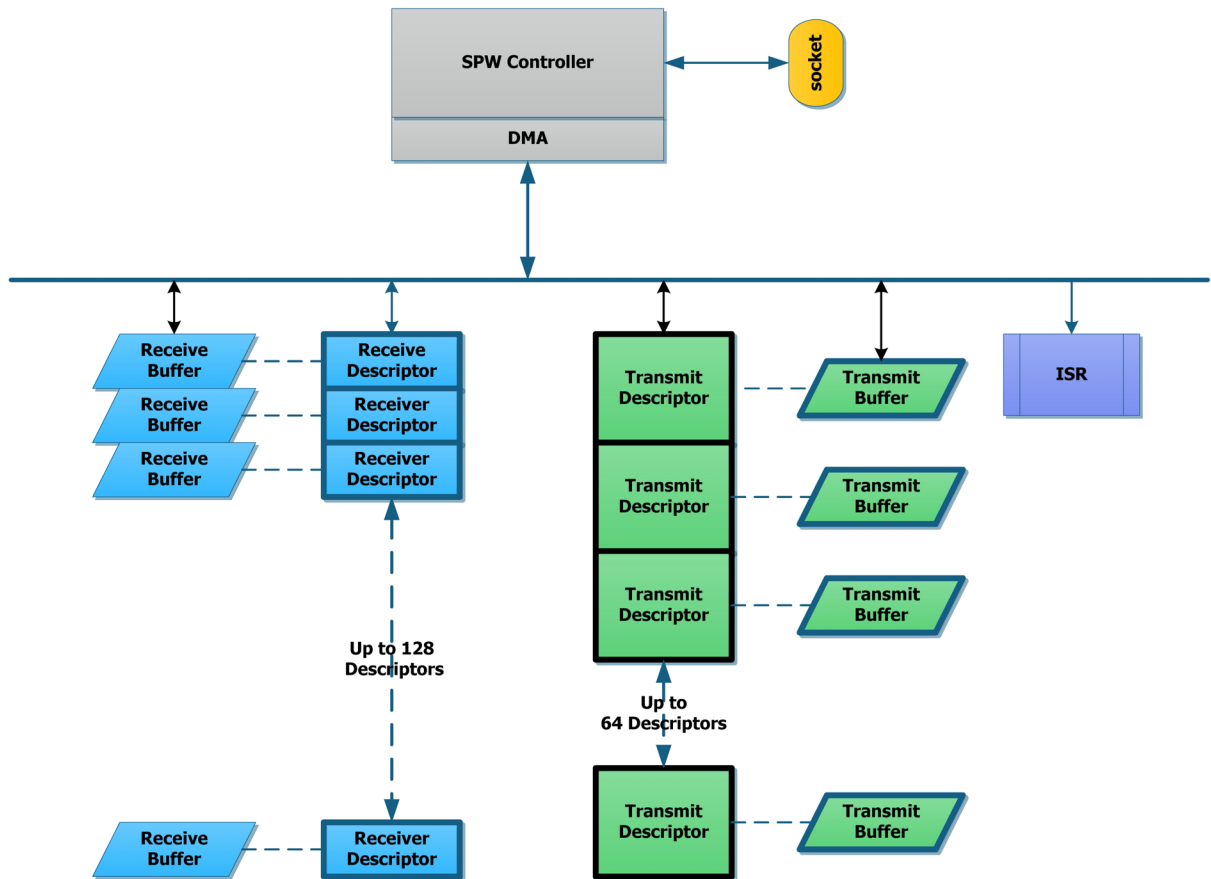 SPW Controller
socket
DMA
Receive
Buffer
Receive
Descriptor
Receive
Buffer
Receiver
Descriptor
Receive
Buffer
Receiver
Descriptor
Up to 128
Descriptors
Receive
Buffer
Receiver
Descriptor
Transmit
Descriptor
Transmit
Buffer
Transmit
Descriptor
Transmit
Buffer
Transmit
Descriptor
Transmit
Buffer
Up to
64 Descriptors
Transmit
Descriptor
Transmit
Buffer
ISR